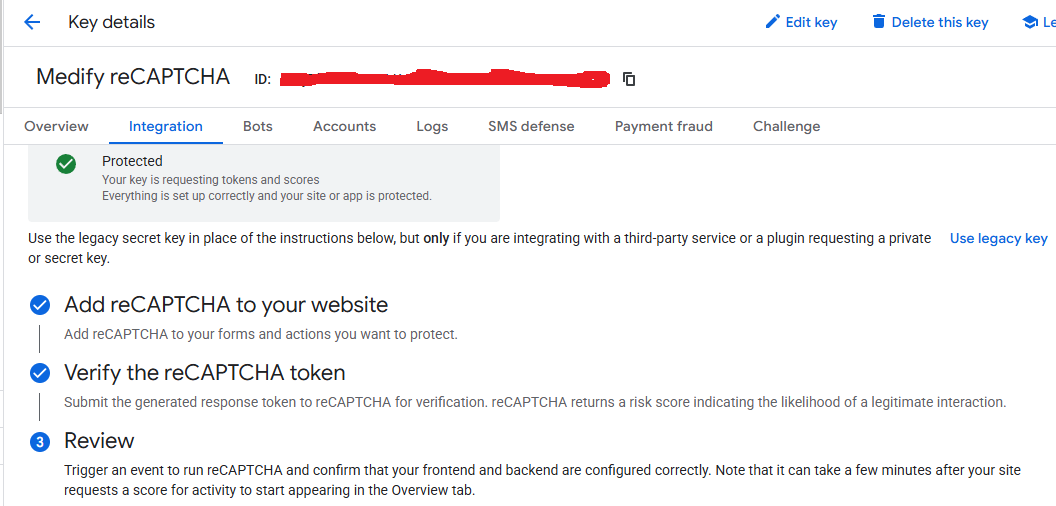 Key details
Edit key
Delete this key
Le
Medify reCAPTCHA
ID:
Overview
Integration
Bots
Accounts
Logs
SMS defense
Payment fraud
Challenge
Protected
Your key is requesting tokens and scores
Everything is set up correctly and your site or app is protected.
Use the legacy secret key in place of the instructions below, but only if you are integrating with a third-party service or a plugin requesting a private
or secret key.
Use legacy key
Add reCAPTCHA to your website
Add reCAPTCHA to your forms and actions you want to protect.
Verify the reCAPTCHA token
Submit the generated response token to reCAPTCHA for verification. reCAPTCHA returns a risk score indicating the likelihood of a legitimate interaction.
3 Review
Trigger an event to run reCAPTCHA and confirm that your frontend and backend are configured correctly. Note that it can take a few minutes after your site
requests a score for activity to start appearing in the Overview tab.